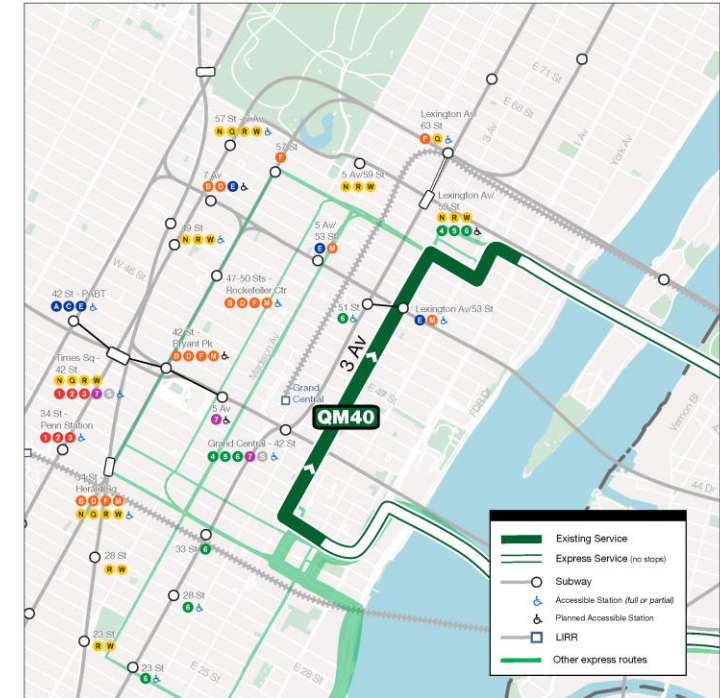 E 71 St
E 68 St
3 Av
1 Av
York Av
57 St - 7 Av
N Q R W
57 St
F
Lexington Av/
63 St
F Q
7 Av
B D E
5 Av/59 St
N R W
Lexington Av/
59 St
N R W
4 5 6
49 St
N R W
5 Av/
53 St
E M
W 46 St
47-50 Sts -
Rockefeller Ctr
B D F M
42 St - PABT
A C E
51 St
6
Lexington Av/53 St
E M
42 St -
Bryant Pk
B D F M
Madison Av
3 Av
FDR Dr
Vernon Bl
Times Sq -
42 St
N Q R W
1 2 3 7 S
Grand
Central
E 47 St
5 Av
7
QM40
34 St -
Penn Station
1 2 3
Grand Central - 42 St
4 5 6 7 S
44 Dr
34 St -
Herald Sq
B D F M
N Q R W
33 St 6
28 St
R W
28 St
6
23 St
R W
23 St
6
E 25 St
E 28 St
Existing Service
Express Service (no stops)
Subway
Accessible Station (full or partial)
Planned Accessible Station
LIRR
Other express routes